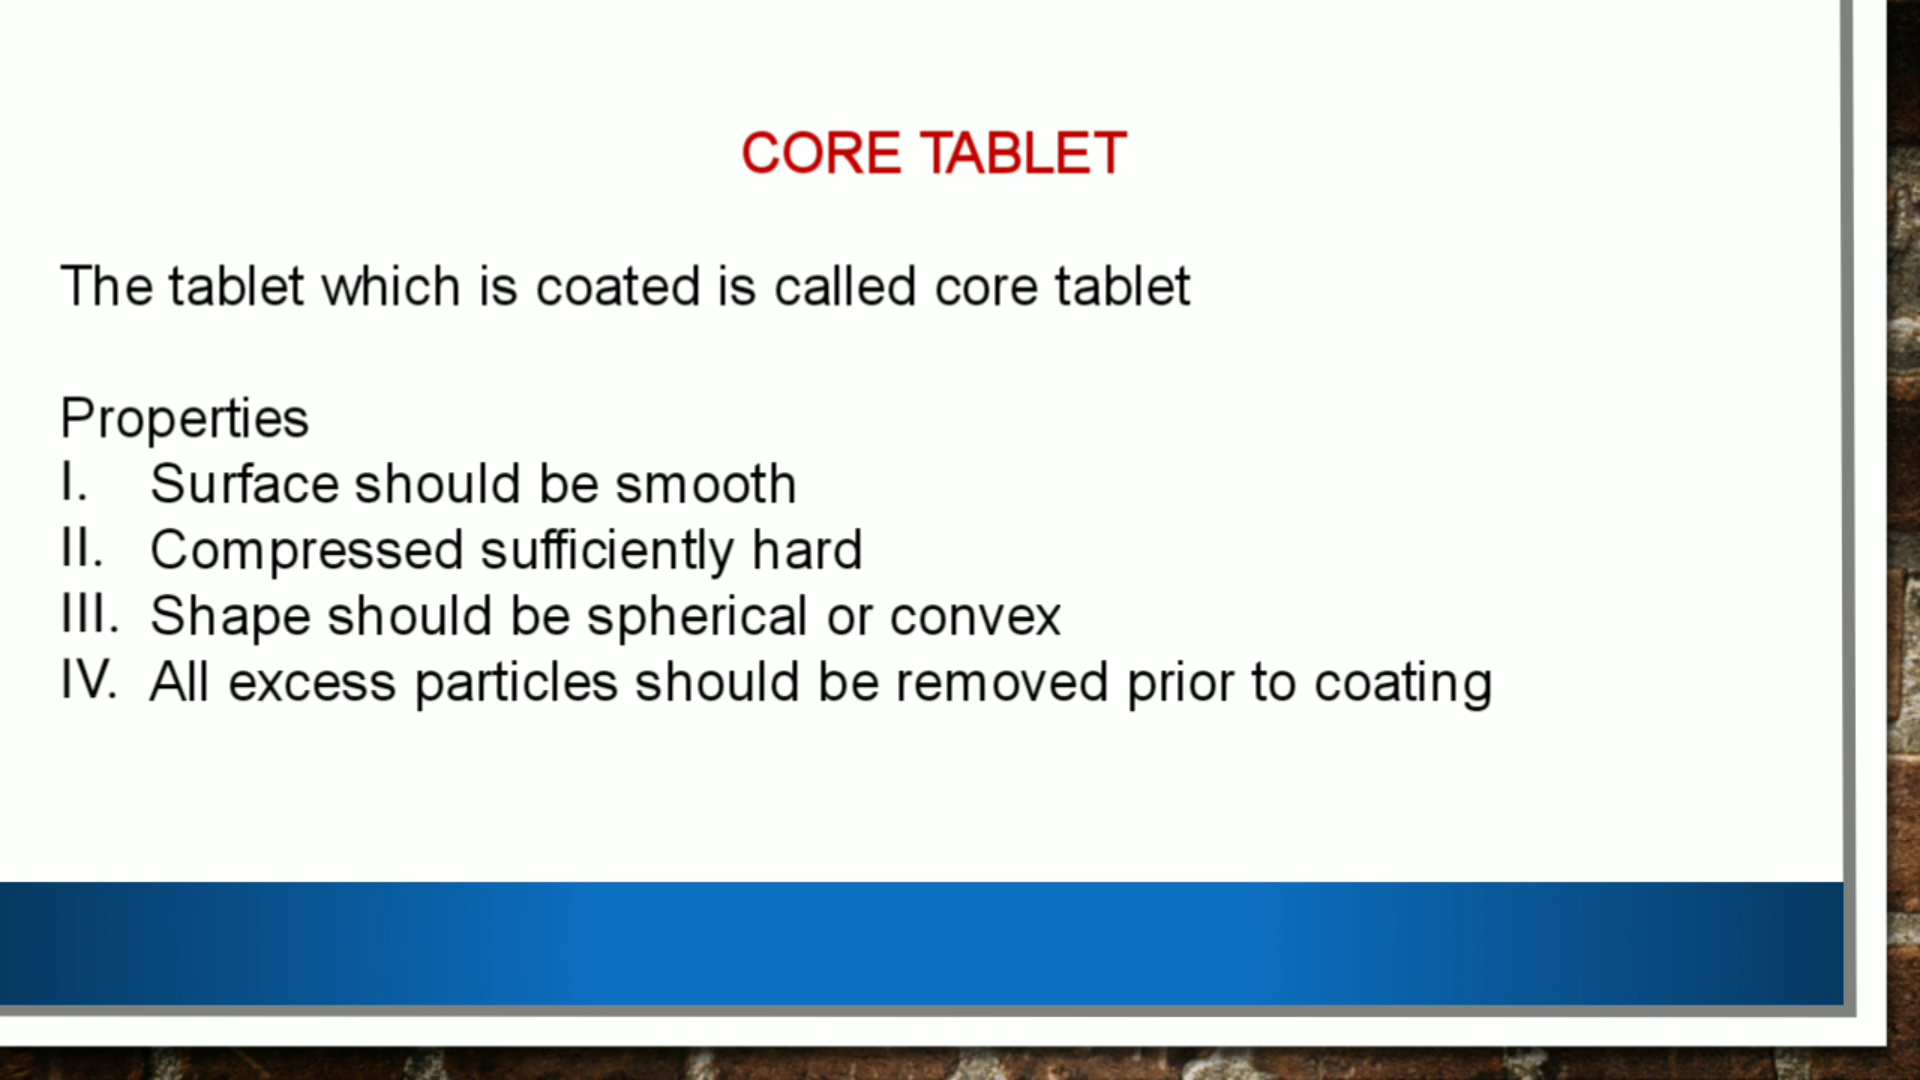 CORE TABLET
The tablet which is coated is called core tablet
Properties
I. Surface should be smooth
II. Compressed sufficiently hard
III. Shape should be spherical or convex
IV. All excess particles should be removed prior to coating